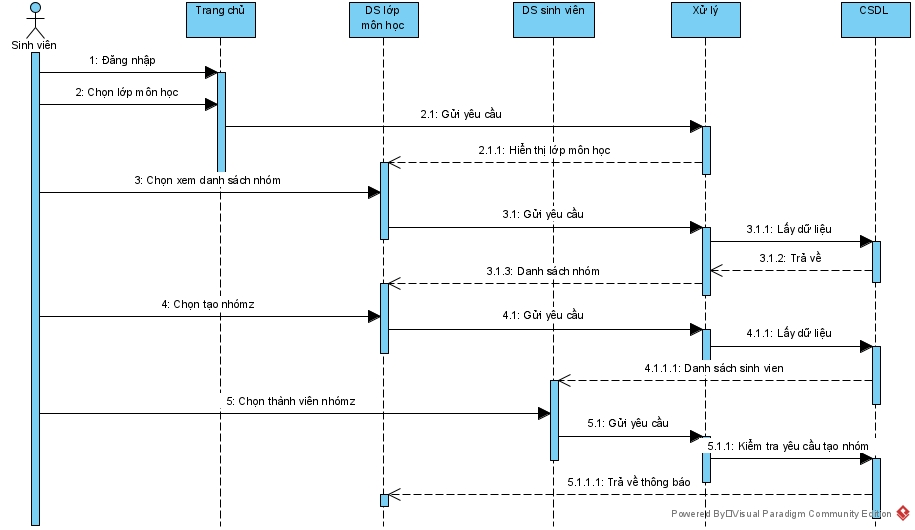 Trang chủ
DS lớp
môn học
DS sinh viên
Xử lý
CSDL
Sinh viên
1: Đăng nhập
2: Chọn lớp môn học
2.1: Gửi yêu cầu
2.1.1: Hiển thị lớp môn học
3: Chọn xem danh sách nhóm
3.1: Gửi yêu cầu
3.1.1: Lấy dữ liệu
3.1.2: Trả về
3.1.3: Danh sách nhóm
4: Chọn tạo nhómz
4.1: Gửi yêu cầu
4.1.1: Lấy dữ liệu
4.1.1.1: Danh sách sinh vien
5: Chọn thành viên nhómz
5.1: Gửi yêu cầu
5.1.1: Kiểm tra yêu cầu tạo nhóm
5.1.1.1: Trả về thông báo
Powered By Visual Paradigm Community Edition